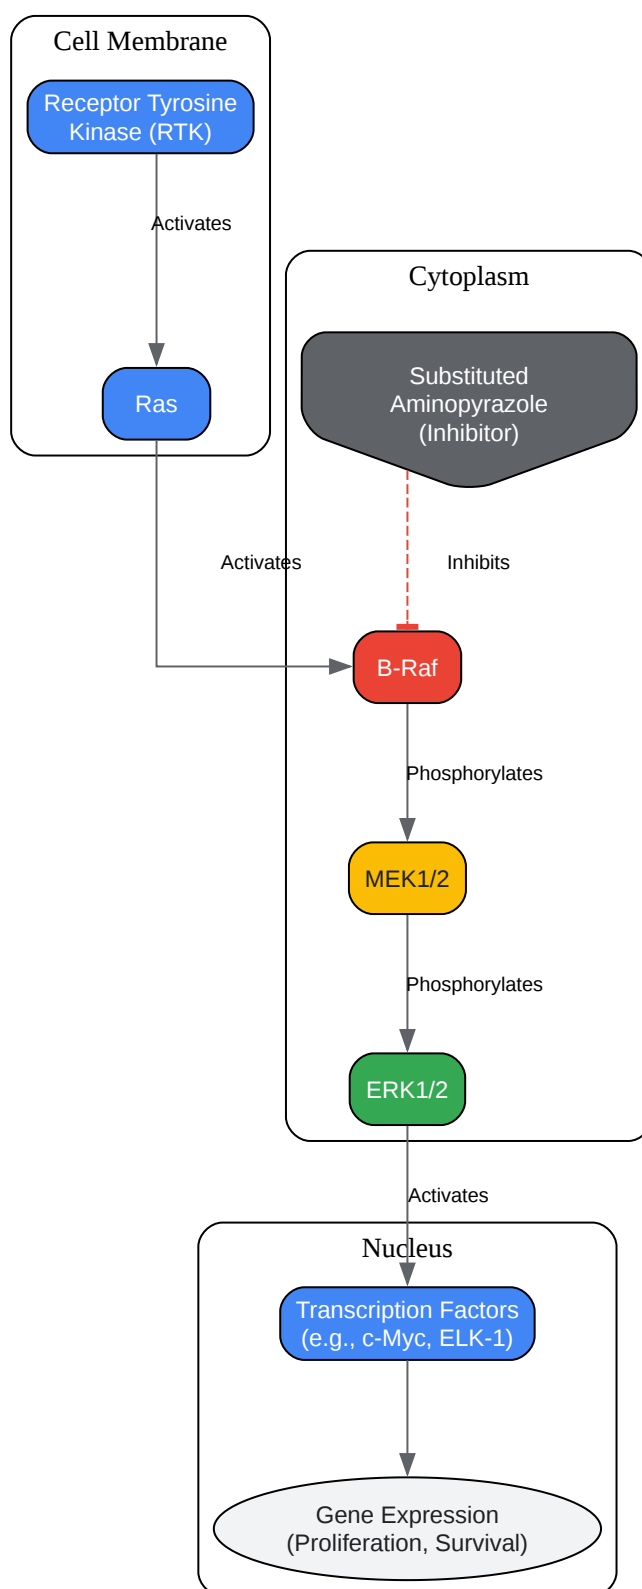 Cell Membrane
Receptor Tyrosine
Kinase (RTK)
Activates
Ras
Cytoplasm
Substituted
Aminopyrazole
(Inhibitor)
Activates
Inhibits
B-Raf
Phosphorylates
MEK1/2
Phosphorylates
ERK1/2
Activates
Nucleus
Transcription Factors
(e.g., c-Myc, ELK-1)
Gene Expression
(Proliferation, Survival)